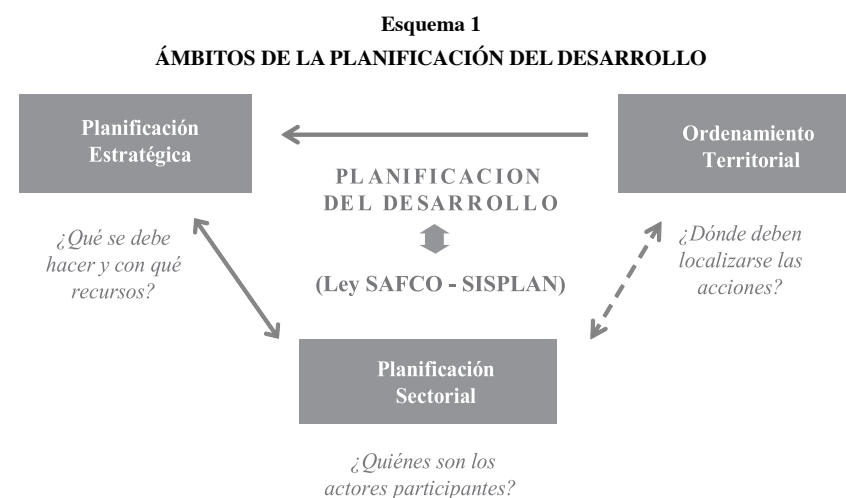 Esquema 1
ÁMBITOS DE LA PLANIFICACIÓN DEL DESARROLLO
Planificación
Estratégica
Ordenamiento
Territorial
PLANIFICACION
DEL DESARROLLO
(Ley SAFCO - SISPLAN)
¿Qué se debe
hacer y con qué
recursos?
¿Dónde deben
localizarse las
acciones?
Planificación
Sectorial
¿Quiénes son los
actores participantes?